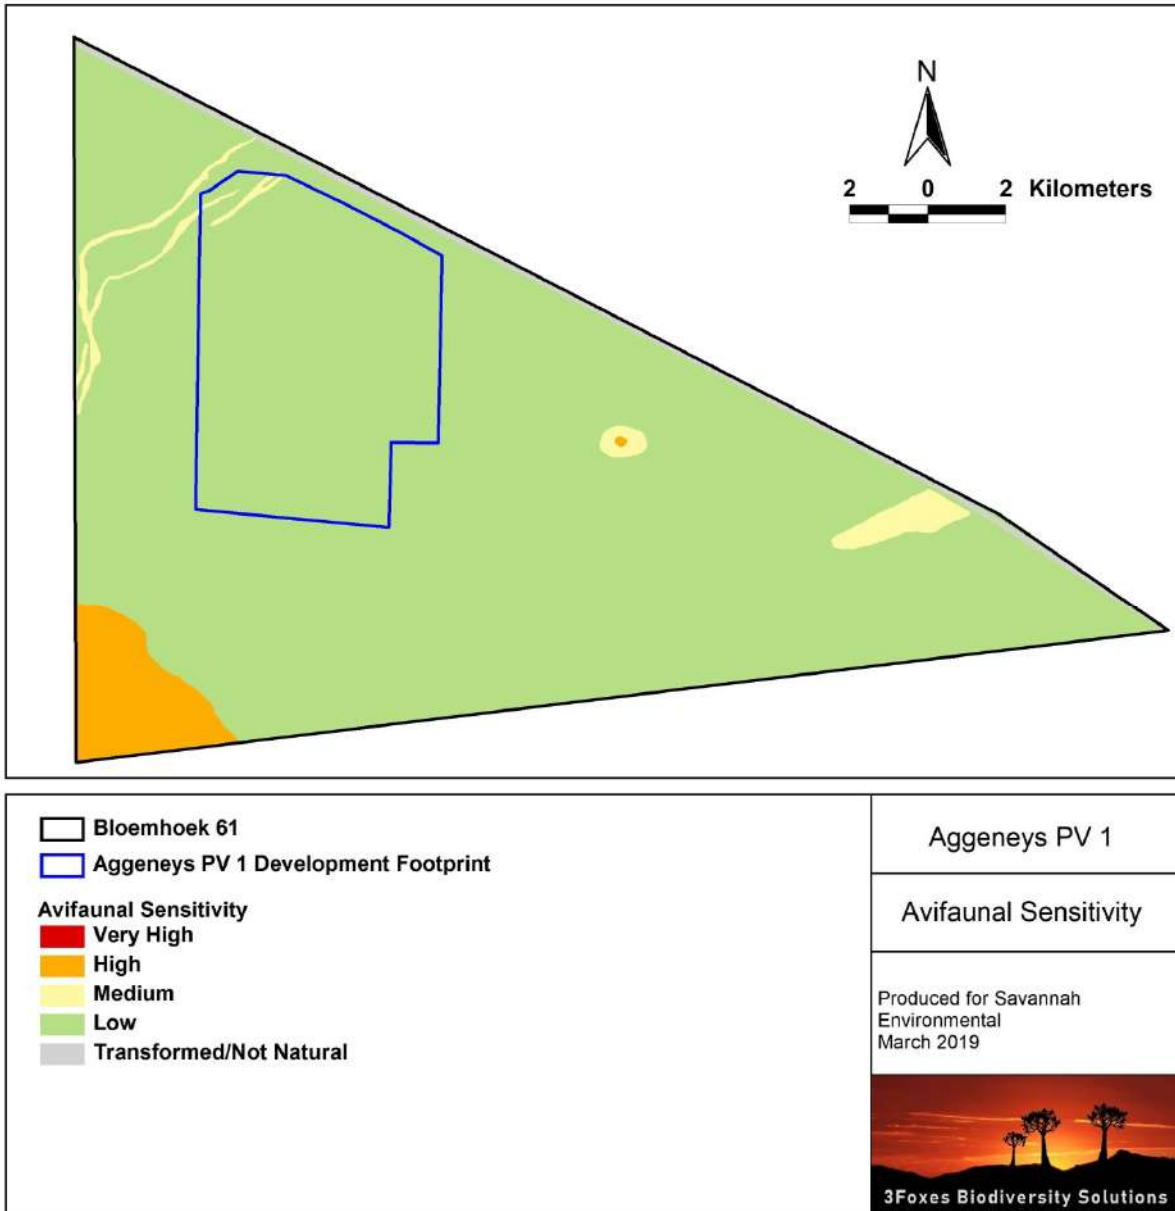 N
2 0 2 Kilometers
Bloemhoek 61
Aggeneys PV 1 Development Footprint
Avifaunal Sensitivity
Very High
High
Medium
Low
Transformed/Not Natural
Aggeneys PV 1
Avifaunal Sensitivity
Produced for Savannah
Environmental
March 2019
3Foxes Biodiversity Solutions